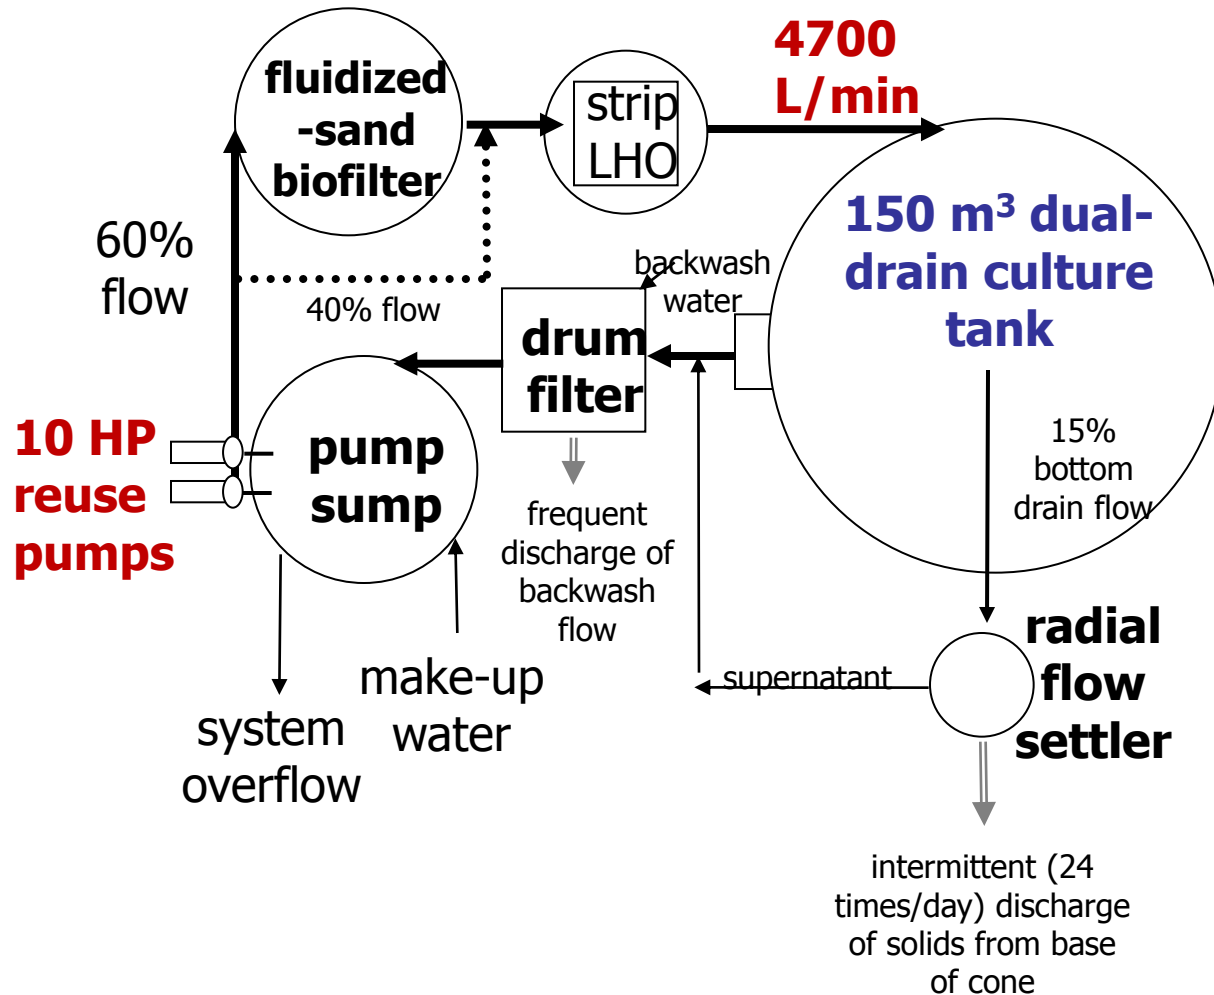 fluidized
-sand
biofilter
strip
LHO
4700
L/min
150 m³ dual-
drain culture
tank
60%
flow
40% flow
backwash
water
drum
filter
10 HP
reuse
pumps
pump
sump
15%
bottom
drain flow
frequent
discharge of
backwash
flow
radial
flow
settler
supernatant
make-up
water
system
overflow
intermittent (24
times/day) discharge
of solids from base
of cone